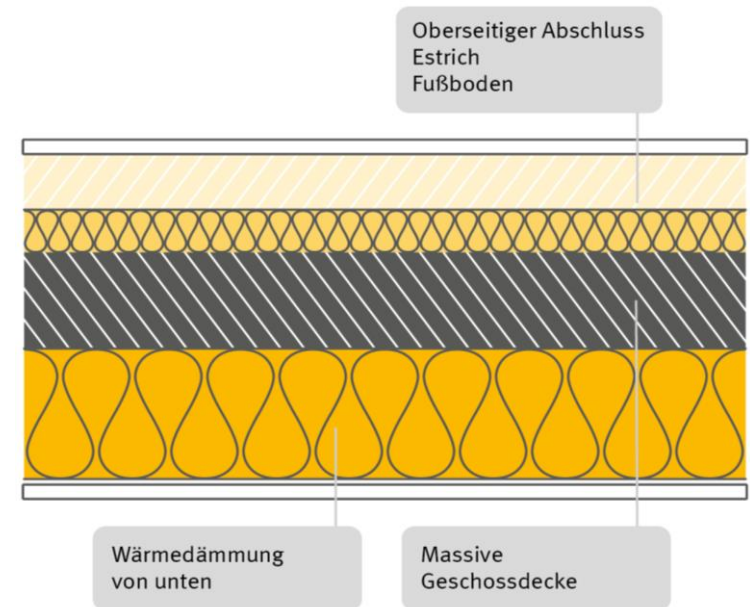 Oberseitiger Abschluss
Estrich
Fußboden
Wärmedämmung
von unten
Massive
Geschossdecke